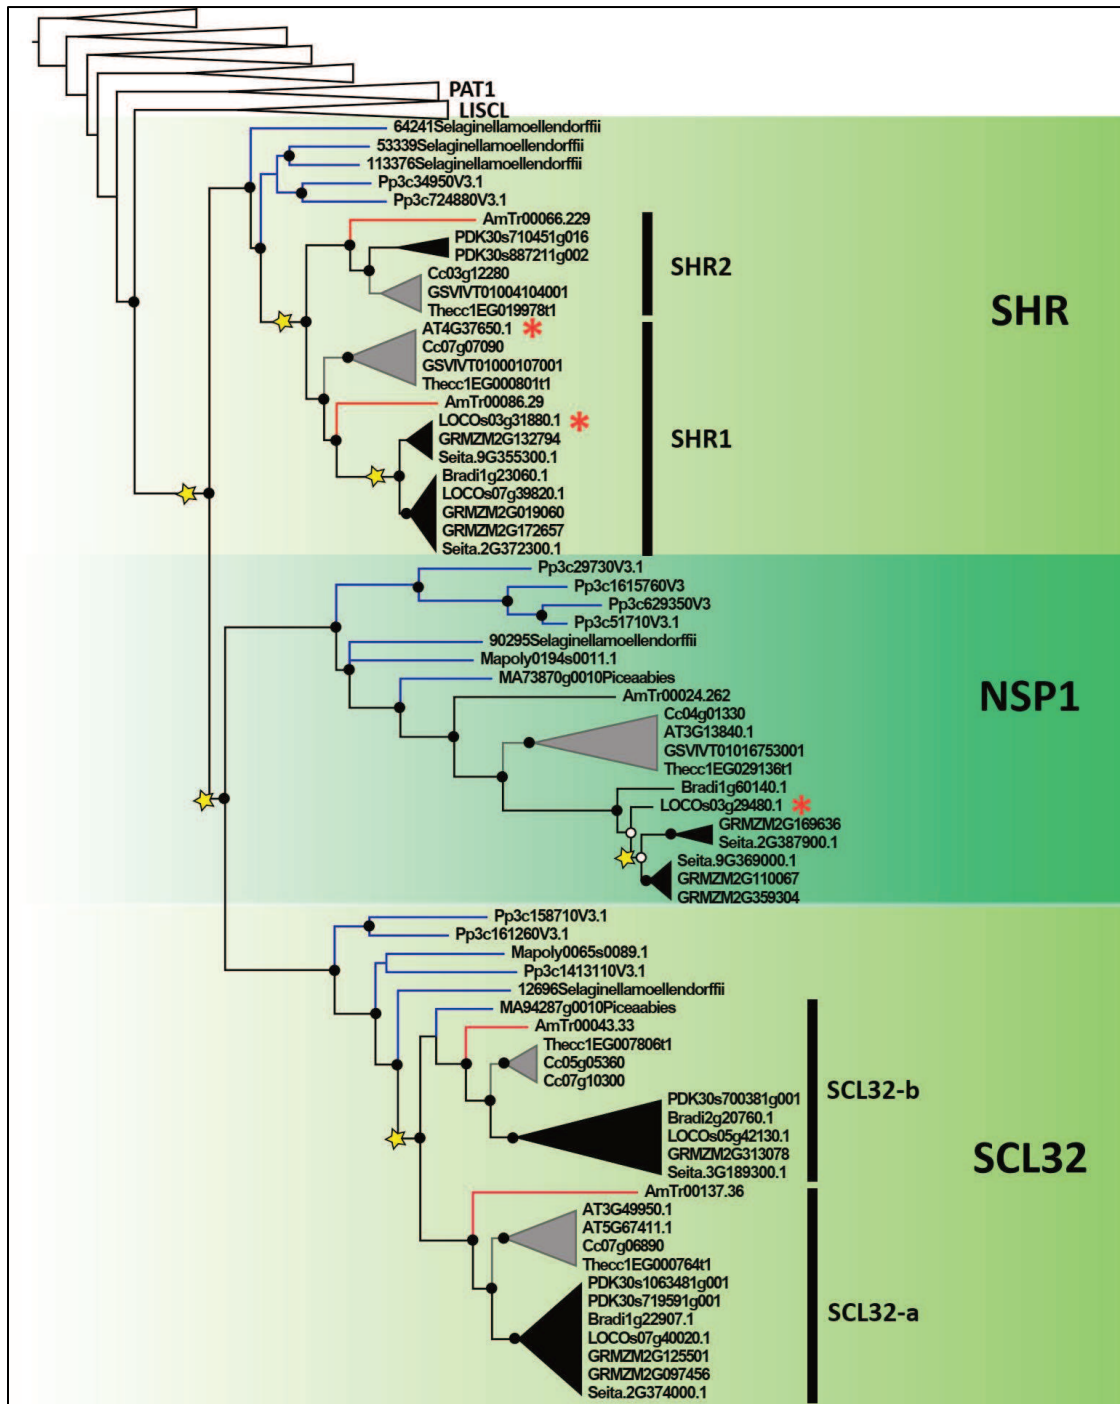 PAT1
LISCL
64241Selaginellamoellendorffii
53339Selaginellamoellendorffii
113376Selaginellamoellendorffii
Pp3c34950V3.1
Pp3c724880V3.1
AmTr00066.229
PDK30s710451g016
PDK30s887211g002
Cc03g12280
GSVIVT01004104001
Thecc1EG019978t1
SHR2
AT4G37650.1 *
Cc07g07090
GSVIVT01000107001
Thecc1EG000801t1
AmTr00086.29
LOCOs03g31880.1 *
GRMZM2G132794
Seita.9G355300.1
Bradi1g23060.1
LOCOs07g39820.1
GRMZM2G019060
GRMZM2G172657
Seita.2G372300.1
SHR1
SHR
Pp3c29730V3.1
Pp3c1615760V3
Pp3c629350V3
Pp3c51710V3.1
90295Selaginellamoellendorffii
Mapoly0194s0011.1
MA73870g0010Piceaabies
AmTr00024.262
Cc04g01330
AT3G13840.1
GSVIVT01016753001
Thecc1EG029136t1
Bradi1g60140.1
LOCOs03g29480.1 *
GRMZM2G169636
Seita.2G387900.1
Seita.9G369000.1
GRMZM2G110067
GRMZM2G359304
NSP1
Pp3c158710V3.1
Pp3c161260V3.1
Mapoly0065s0089.1
Pp3c1413110V3.1
12696Selaginellamoellendorffii
MA94287g0010Piceaabies
AmTr00043.33
Thecc1EG007806t1
Cc05g05360
Cc07g10300
PDK30s700381g001
Bradi2g20760.1
LOCOs05g42130.1
GRMZM2G313078
Seita.3G189300.1
SCL32-b
AmTr00137.36
AT3G49950.1
AT5G67411.1
Cc07g06890
Thecc1EG000764t1
PDK30s1063481g001
PDK30s719591g001
Bradi1g22907.1
LOCOs07g40020.1
GRMZM2G125501
GRMZM2G097456
Seita.2G374000.1
SCL32-a
SCL32